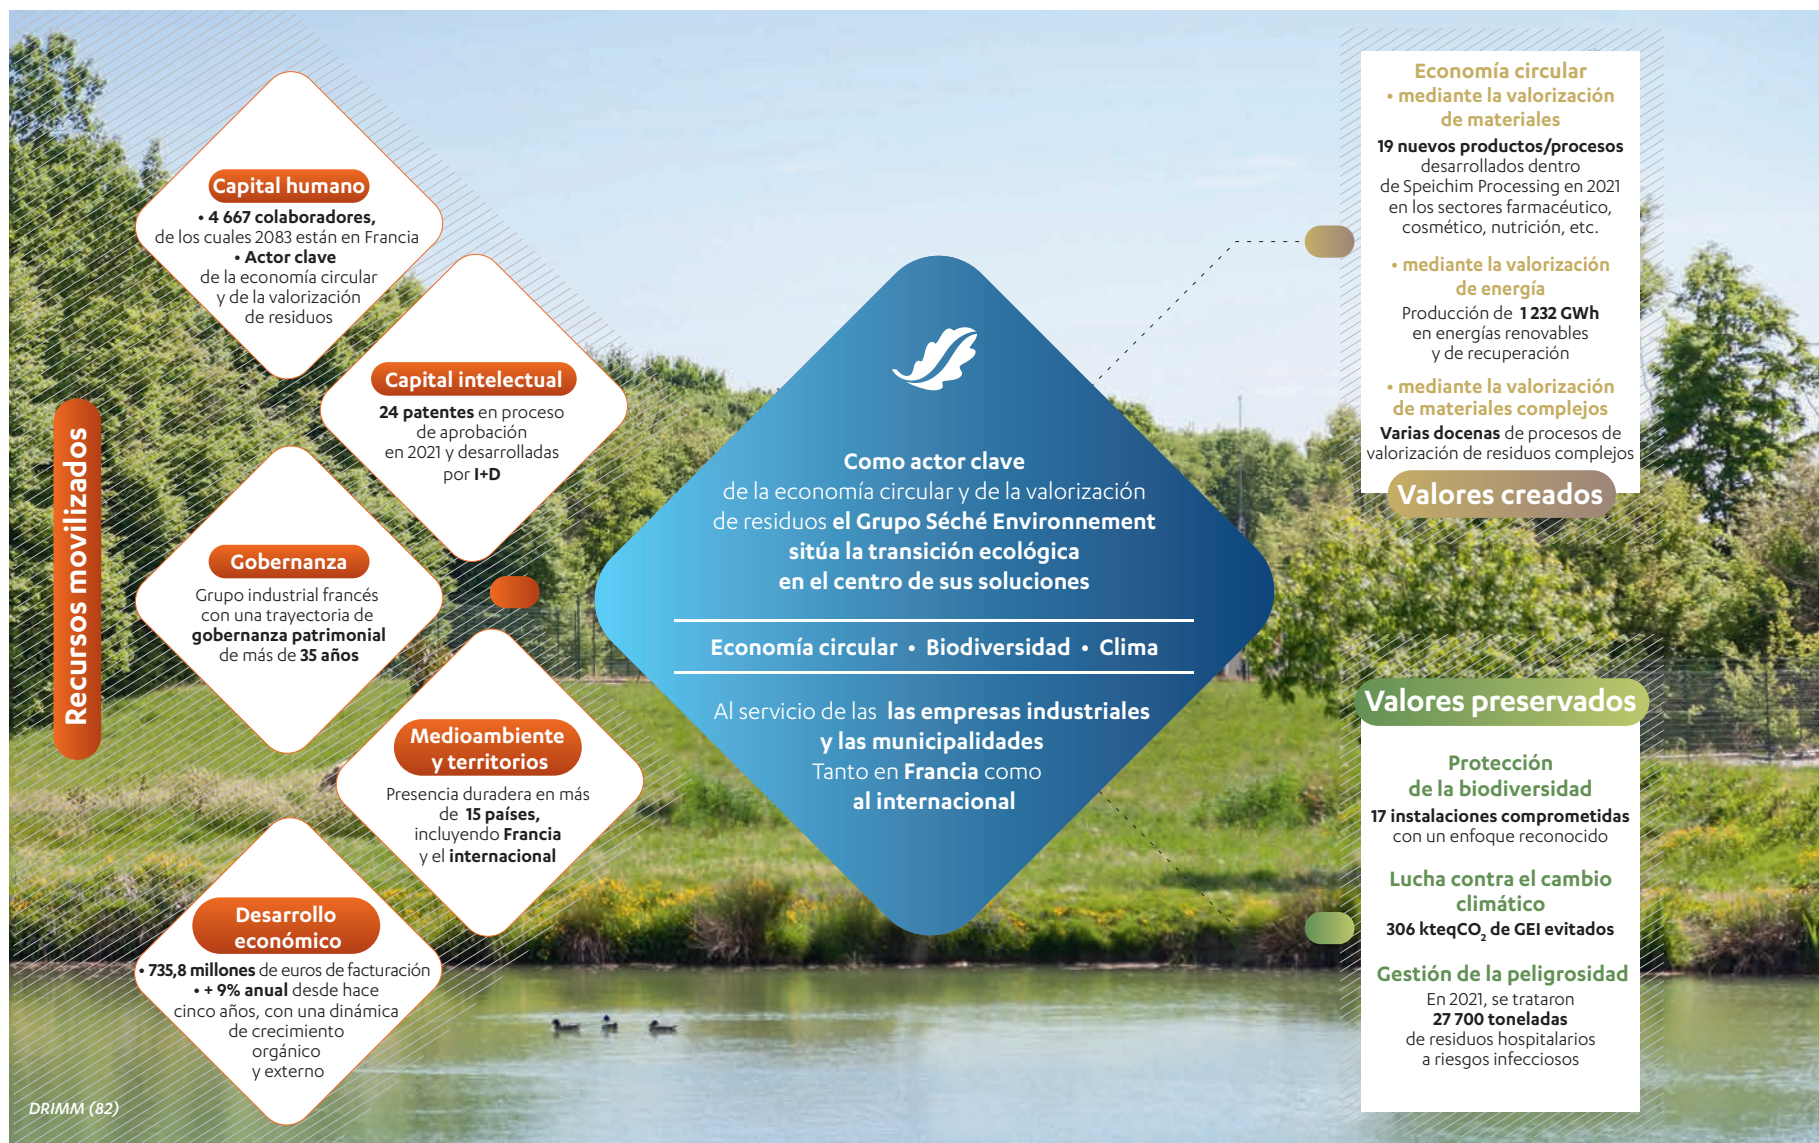 Recursos movilizados
Capital humano
• 4 667 colaboradores,
de los cuales 2083 están en Francia
• Actor clave
de la economía circular
y de la valorización
de residuos
Capital intelectual
24 patentes en proceso
de aprobación
en 2021 y desarrolladas
por I+D
Gobernanza
Grupo industrial francés
con una trayectoria de
gobernanza patrimonial
de más de 35 años
Medioambiente
y territorios
Presencia duradera en más
de 15 países,
incluyendo Francia
y el internacional
Desarrollo
económico
• 735,8 millones de euros de facturación
• + 9% anual desde hace
cinco años, con una dinámica
de crecimiento
orgánico
y externo
DRIMM (82)
Como actor clave
de la economía circular y de la valorización
de residuos el Grupo Séché Environnement
sitúa la transición ecológica
en el centro de sus soluciones
Economía circular • Biodiversidad • Clima
Al servicio de las las empresas industriales
y las municipalidades
Tanto en Francia como
al internacional
Economía circular
• mediante la valorización
de materiales
19 nuevos productos/procesos
desarrollados dentro
de Speichim Processing en 2021
en los sectores farmacéutico,
cosmético, nutrición, etc.
• mediante la valorización
de energía
Producción de 1 232 GWh
en energías renovables
y de recuperación
• mediante la valorización
de materiales complejos
Varias docenas de procesos de
valorización de residuos complejos
Valores creados
Valores preservados
Protección
de la biodiversidad
17 instalaciones comprometidas
con un enfoque reconocido
Lucha contra el cambio
climático
306 kteqCO₂ de GEI evitados
Gestión de la peligrosidad
En 2021, se trataron
27 700 toneladas
de residuos hospitalarios
a riesgos infecciosos